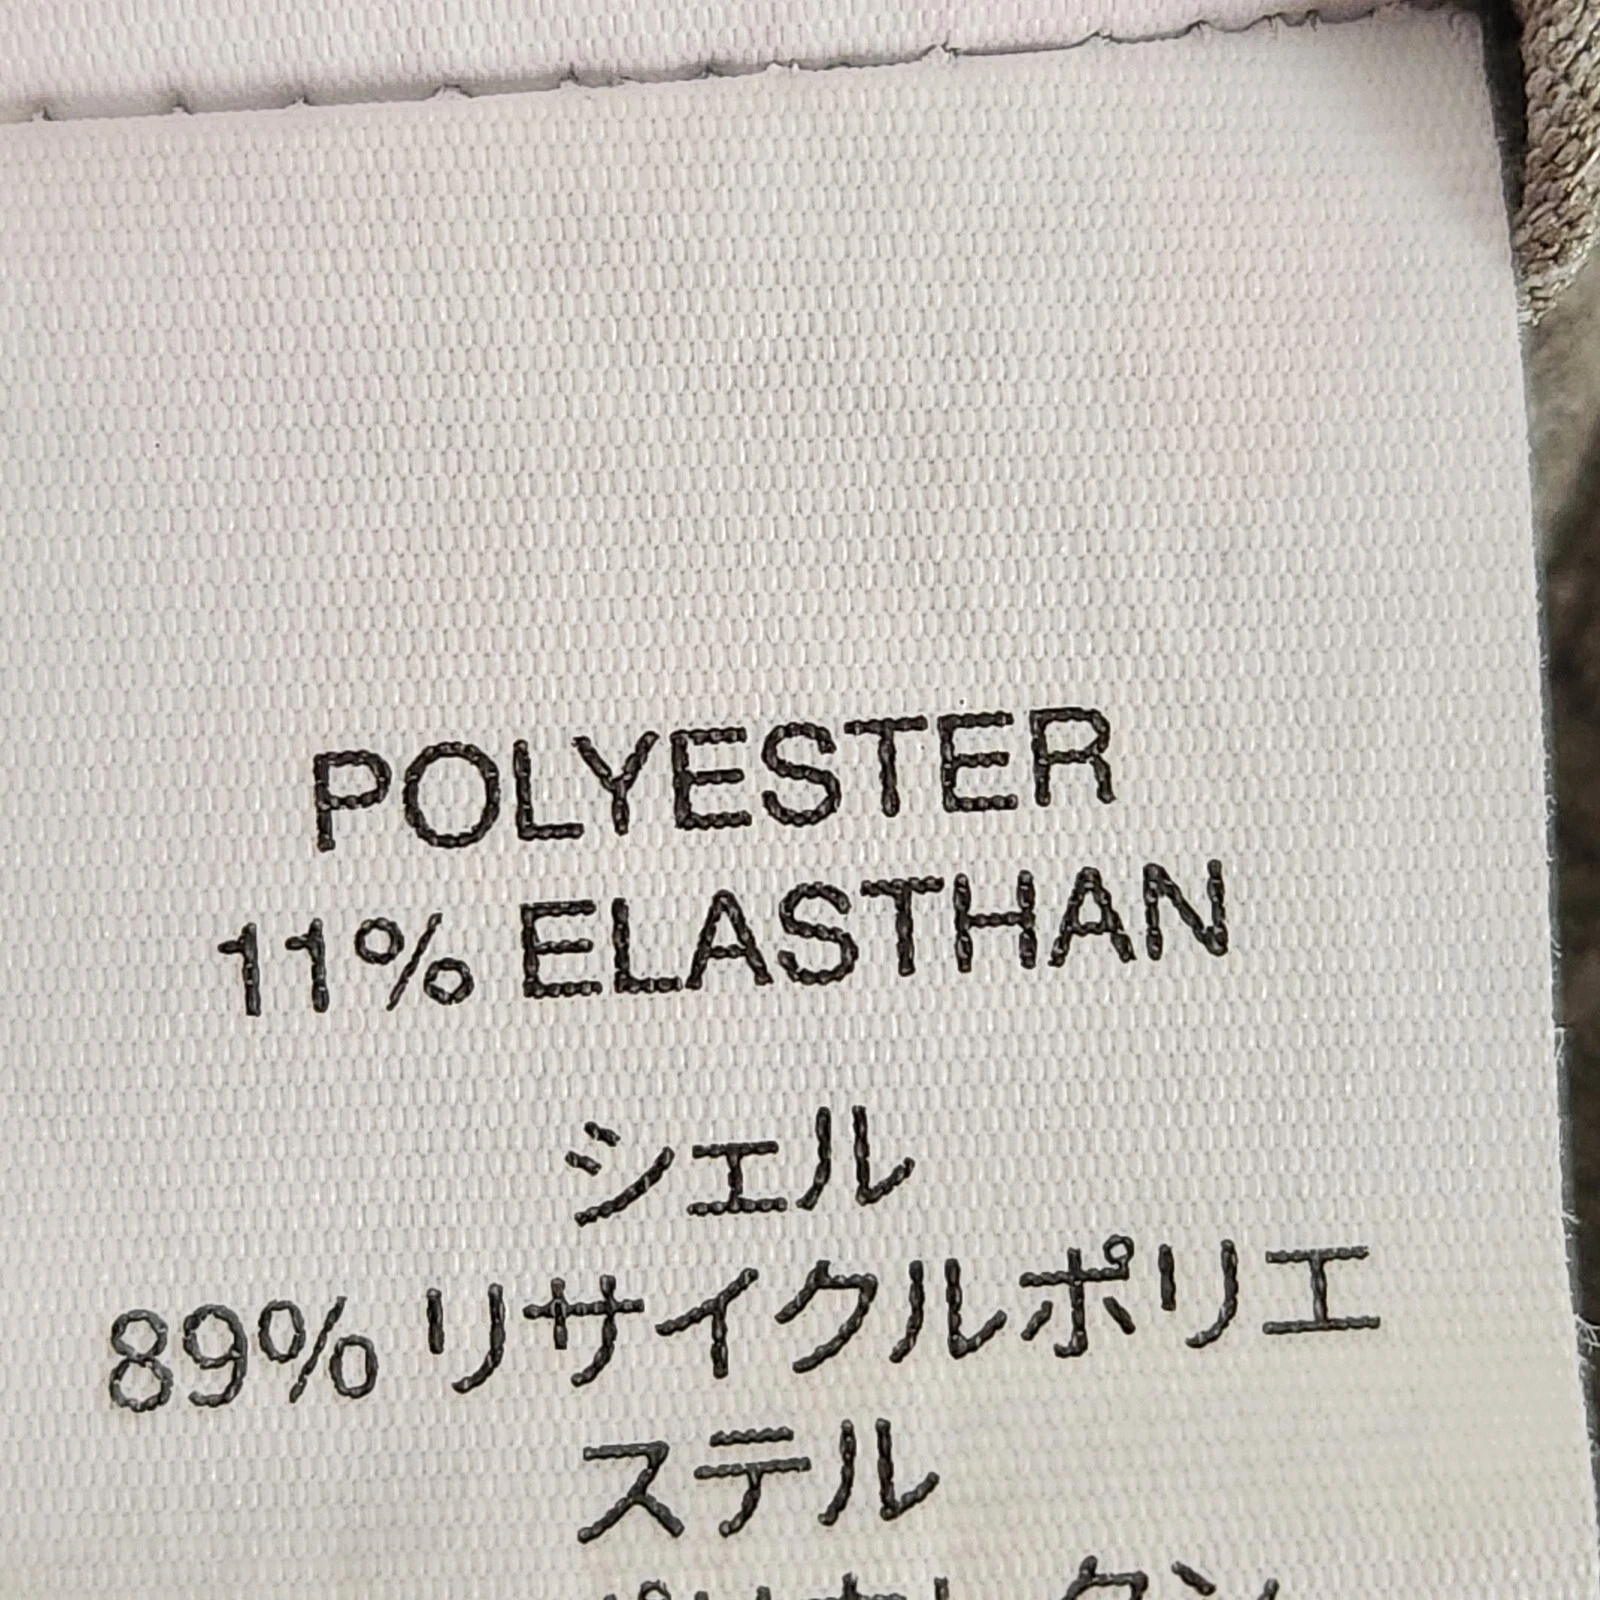 POLYESTER
11% ELASTHAN
シェル
89% リサイクルポリエ
ステル